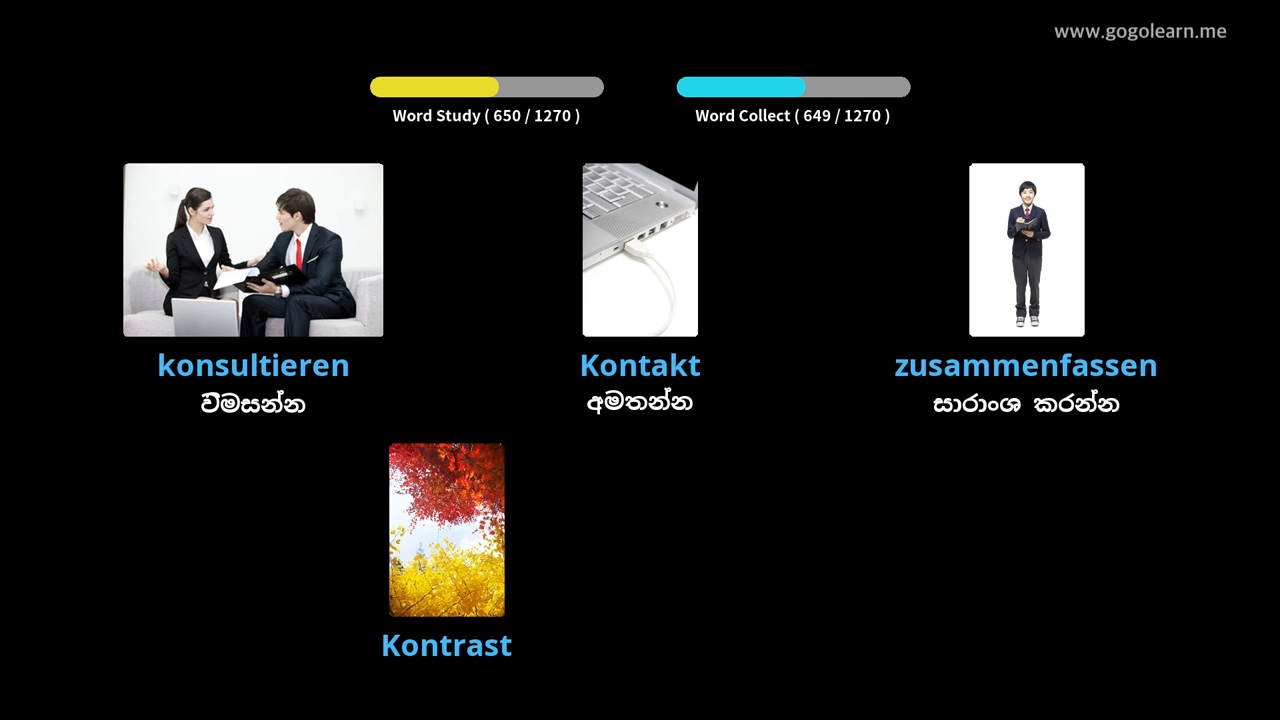 www.gogolearn.me
Word Study ( 650 / 1270 )
Word Collect ( 649 / 1270 )
konsultieren
විමසන්න
Kontakt
අමතන්න
zusammenfassen
සාරාංශ කරන්න
Kontrast